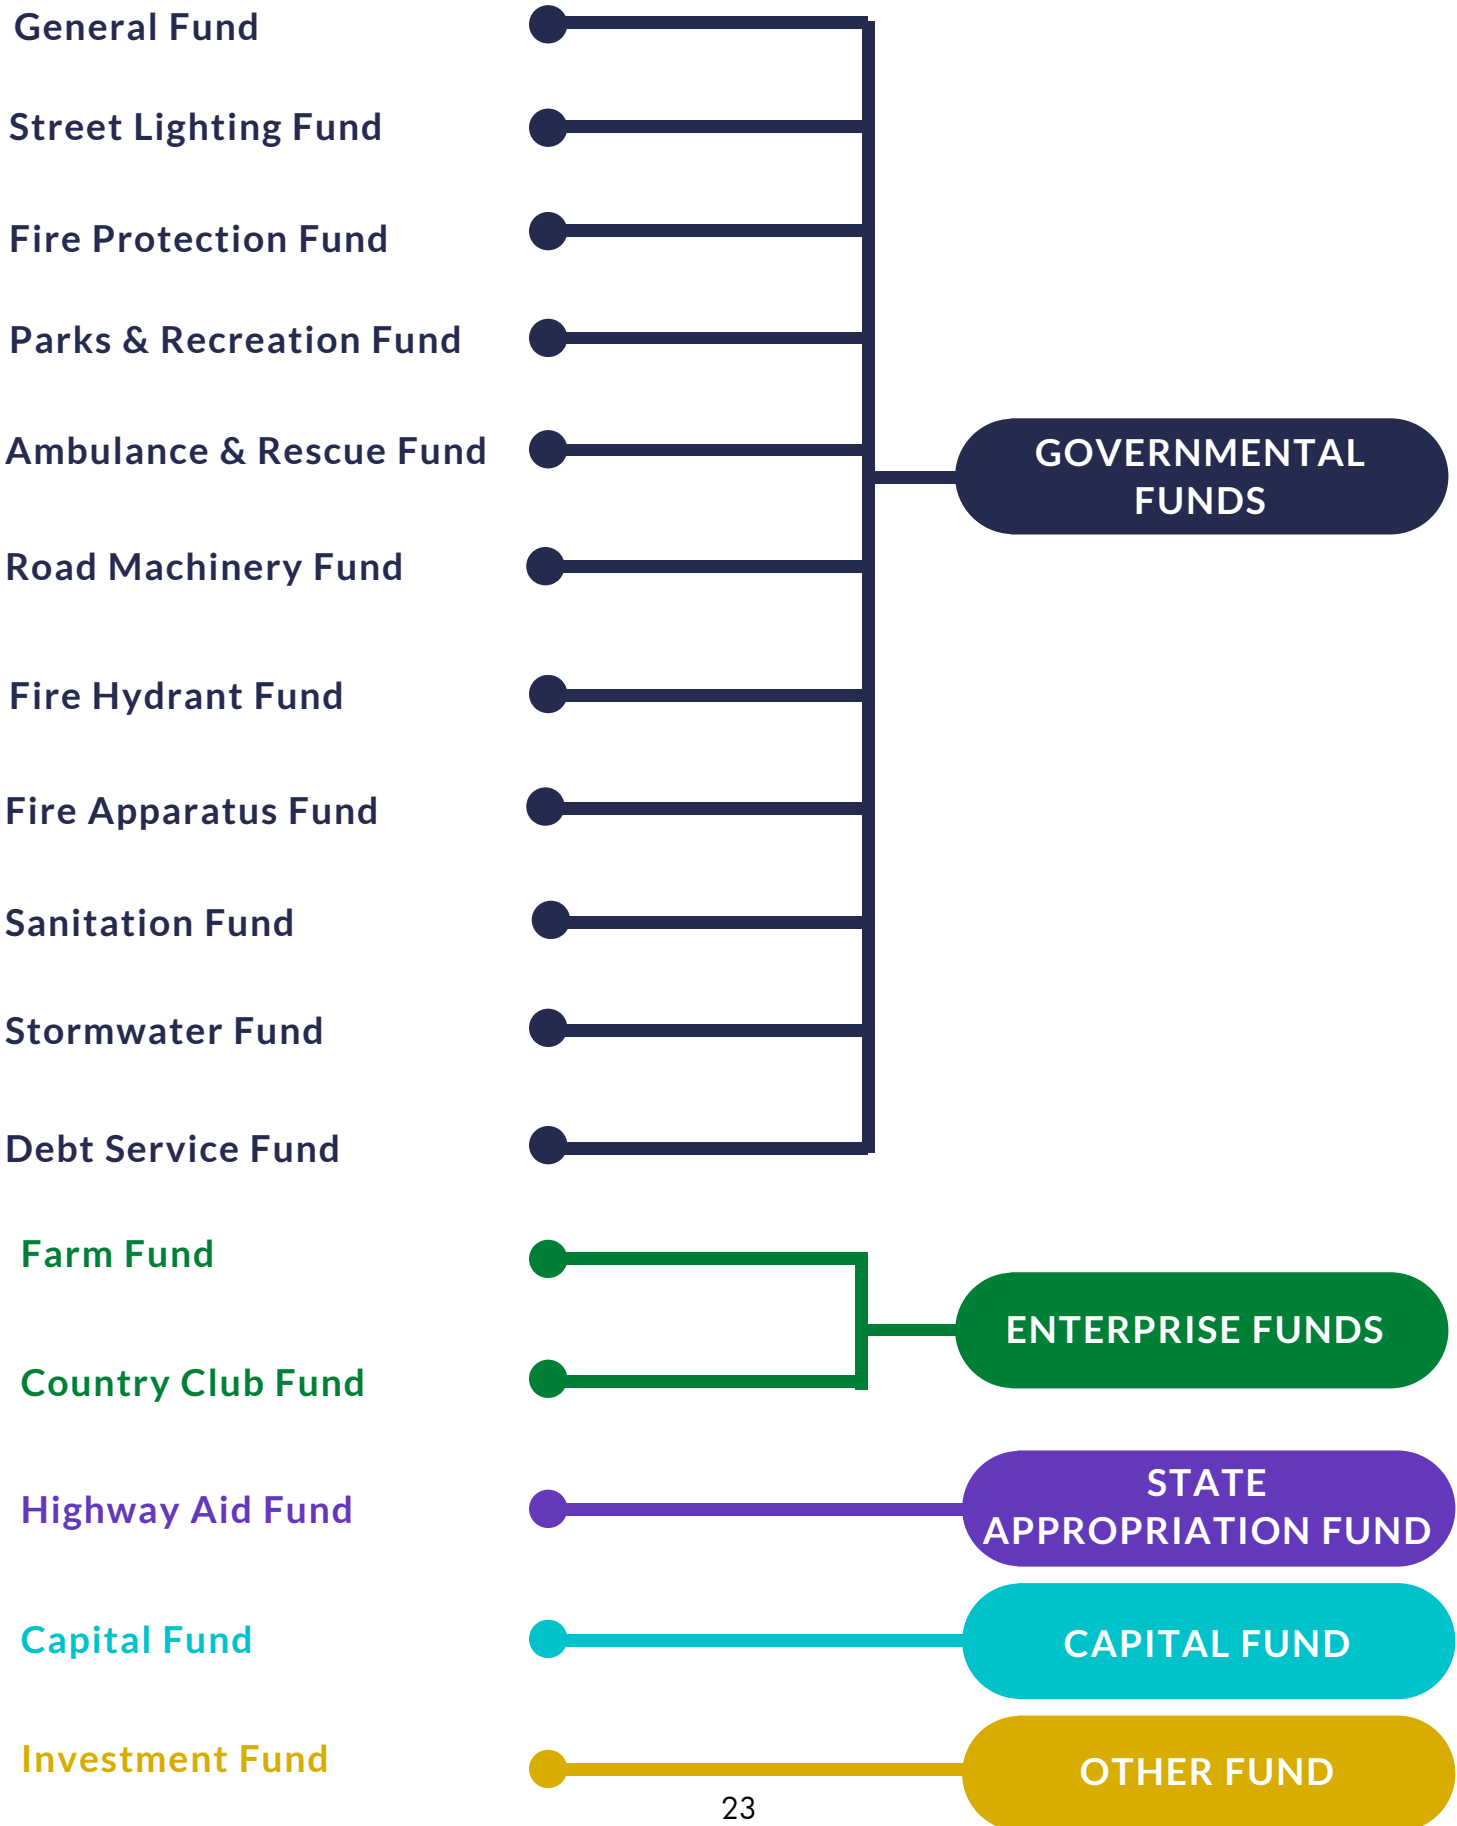 General Fund
Street Lighting Fund
Fire Protection Fund
Parks & Recreation Fund
Ambulance & Rescue Fund
GOVERNMENTAL
FUNDS
Road Machinery Fund
Fire Hydrant Fund
Fire Apparatus Fund
Sanitation Fund
Stormwater Fund
Debt Service Fund
Farm Fund
ENTERPRISE FUNDS
Country Club Fund
Highway Aid Fund
STATE
APPROPRIATION FUND
Capital Fund
CAPITAL FUND
Investment Fund
OTHER FUND
23